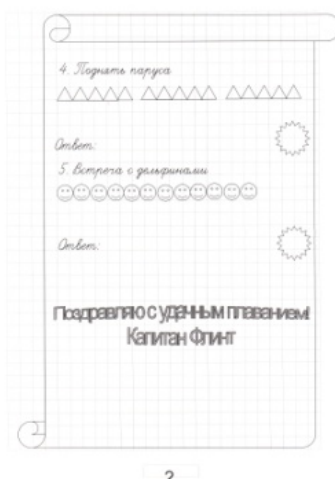 4. Поднять паруса
Ответ:
5. Встреча с дельфинами
Ответ:
Поздравляю с удачным плаванием!
Капитан Флинт
2